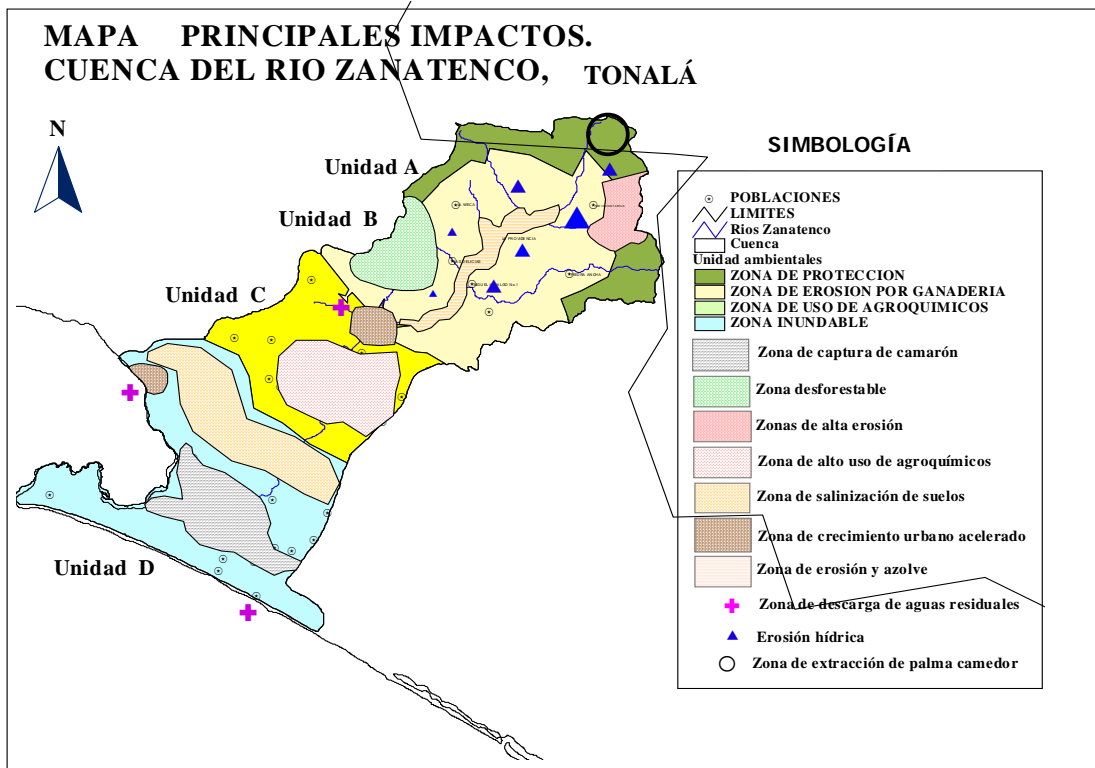 MAPA PRINCIPALES IMPACTOS.
CUENCA DEL RIO ZANATENCO, TONALÁ
N
Unidad A
Unidad B
Unidad C
Unidad D
LA PROVIDENCIA
SIMBOLOGÍA
POBLACIONES
LIMITES
Rios Zanatenco
Cuenca
Unidad ambientales
ZONA DE PROTECCION
ZONA DE EROSION POR GANADERIA
ZONA DE USO DE AGROQUIMICOS
ZONA INUNDABLE
Zona de captura de camarón
Zona desforestable
Zonas de alta erosión
Zona de alto uso de agroquímicos
Zona de salinización de suelos
Zona de crecimiento urbano acelerado
Zona de erosión y azolve
Zona de descarga de aguas residuales
Erosión hídrica
Zona de extracción de palma camedor